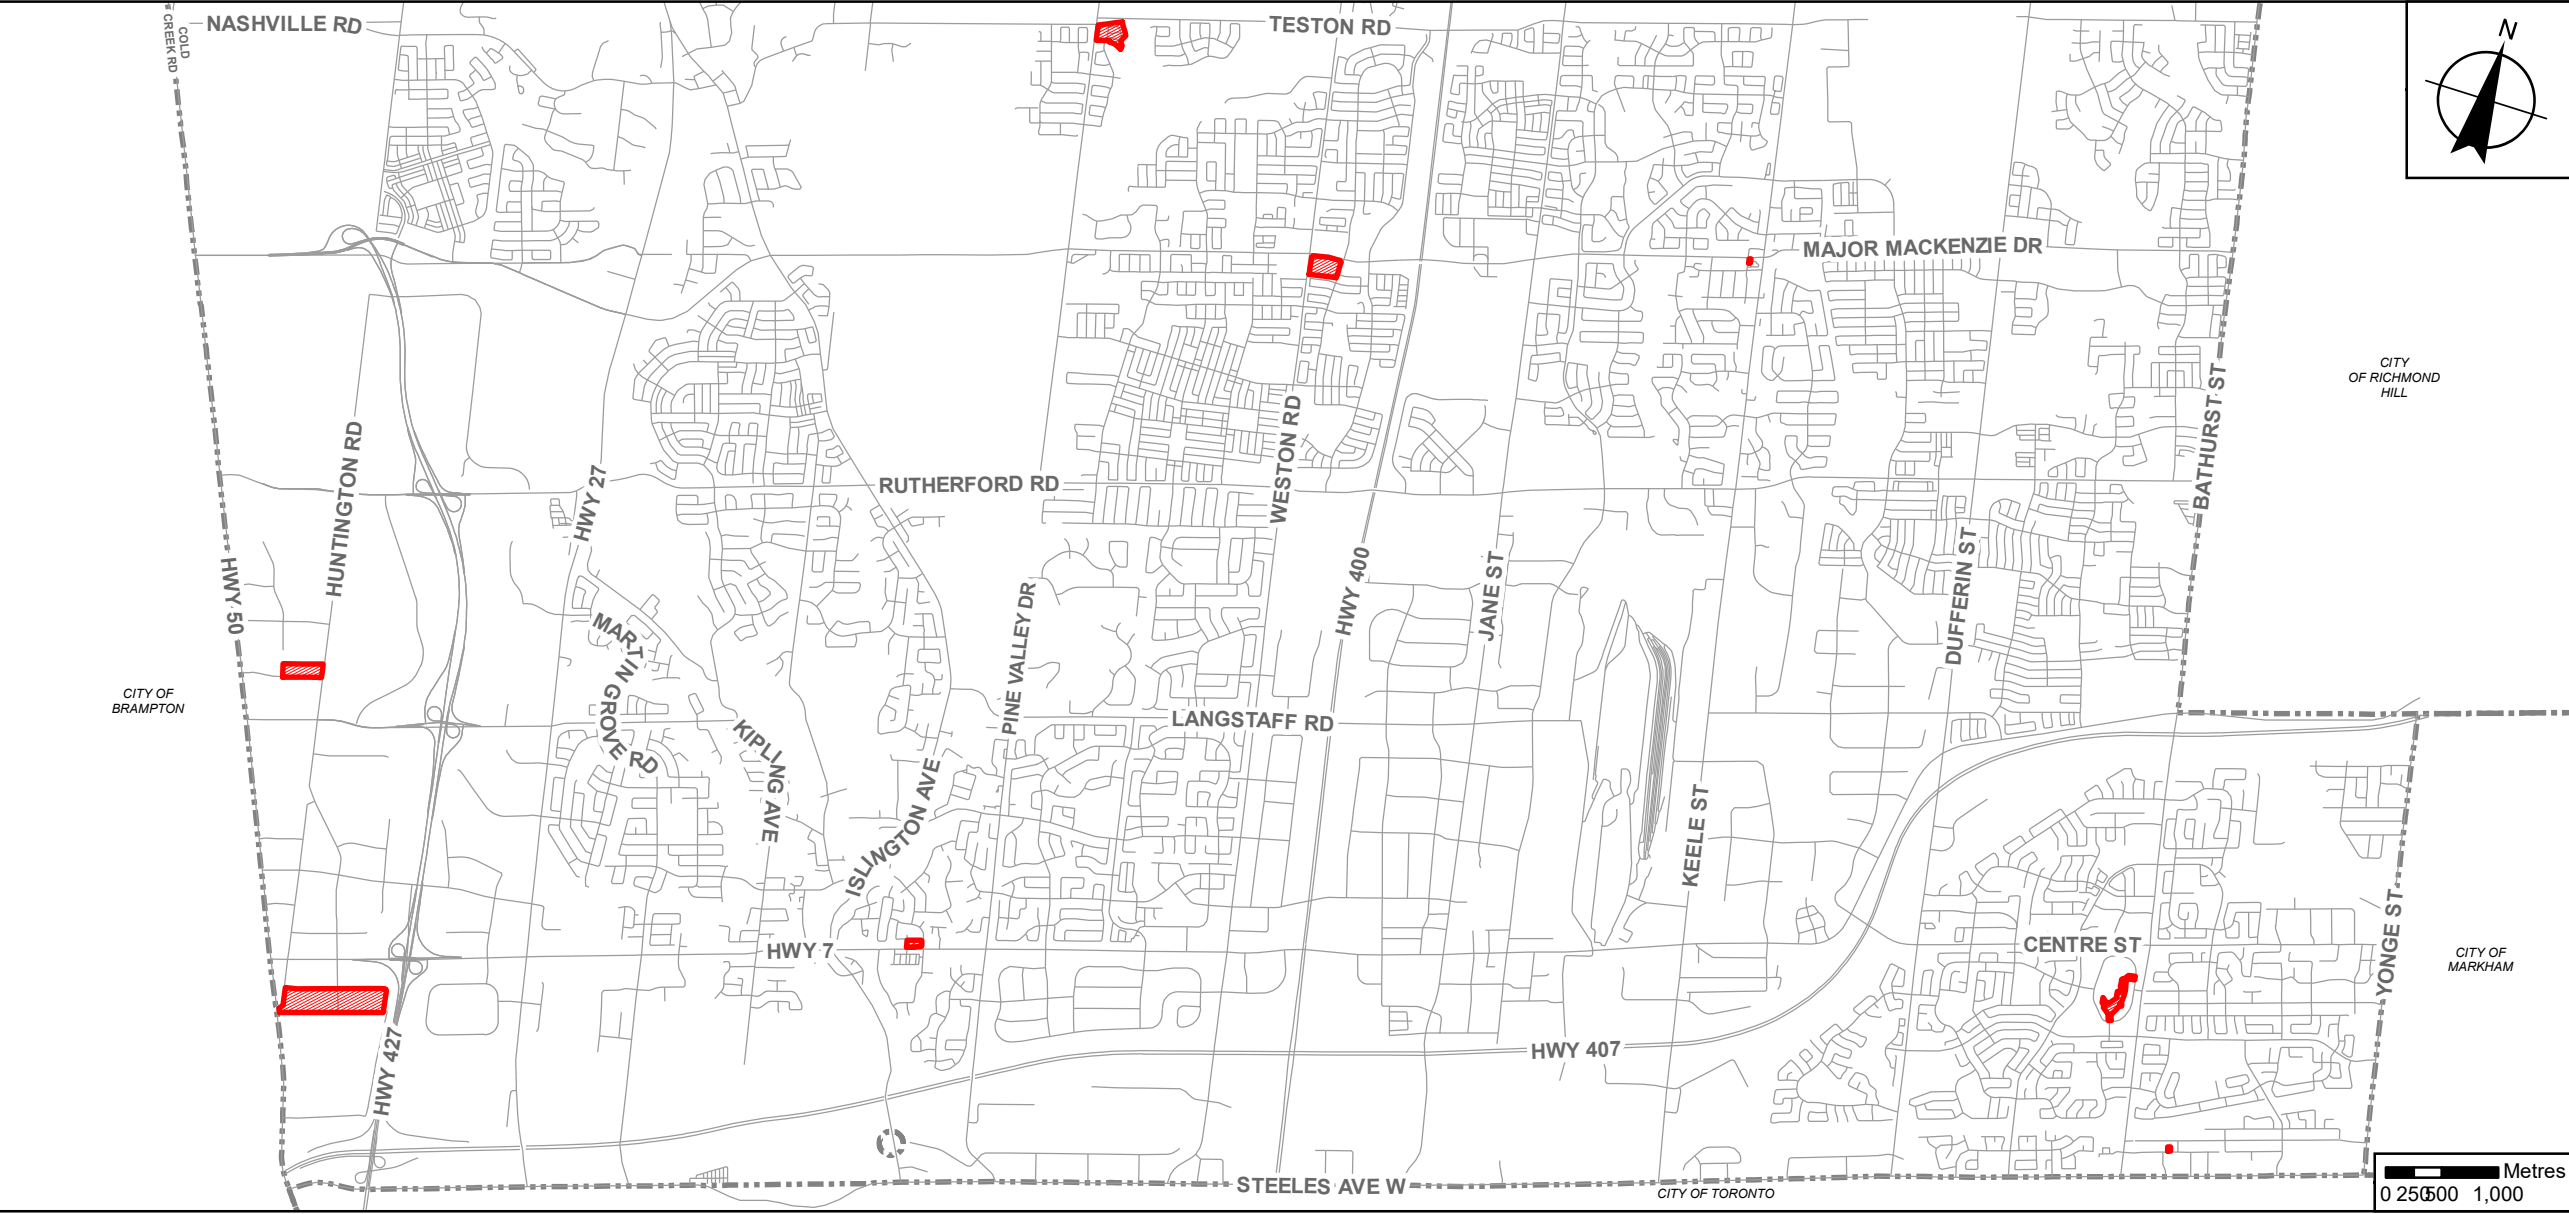 COLD
CREEK RD
NASHVILLE RD
TESTON RD
N
MAJOR MACKENZIE DR
CITY
OF RICHMOND
HILL
BATHURST ST
HUNTINGTON RD
HWY 27
RUTHERFORD RD
WESTON RD
HWY 400
JANE ST
DUFFERIN ST
HWY 50
MARTIN GROVE RD
PINE VALLEY DR
CITY OF
BRAMPTON
LANGSTAFF RD
KIPLING AVE
ISLINGTON AVE
KEELE ST
HWY 7
CENTRE ST
YONGE ST
CITY OF
MARKHAM
HWY 427
HWY 407
STEELES AVE W
CITY OF TORONTO
Metres
0 250 500 1,000